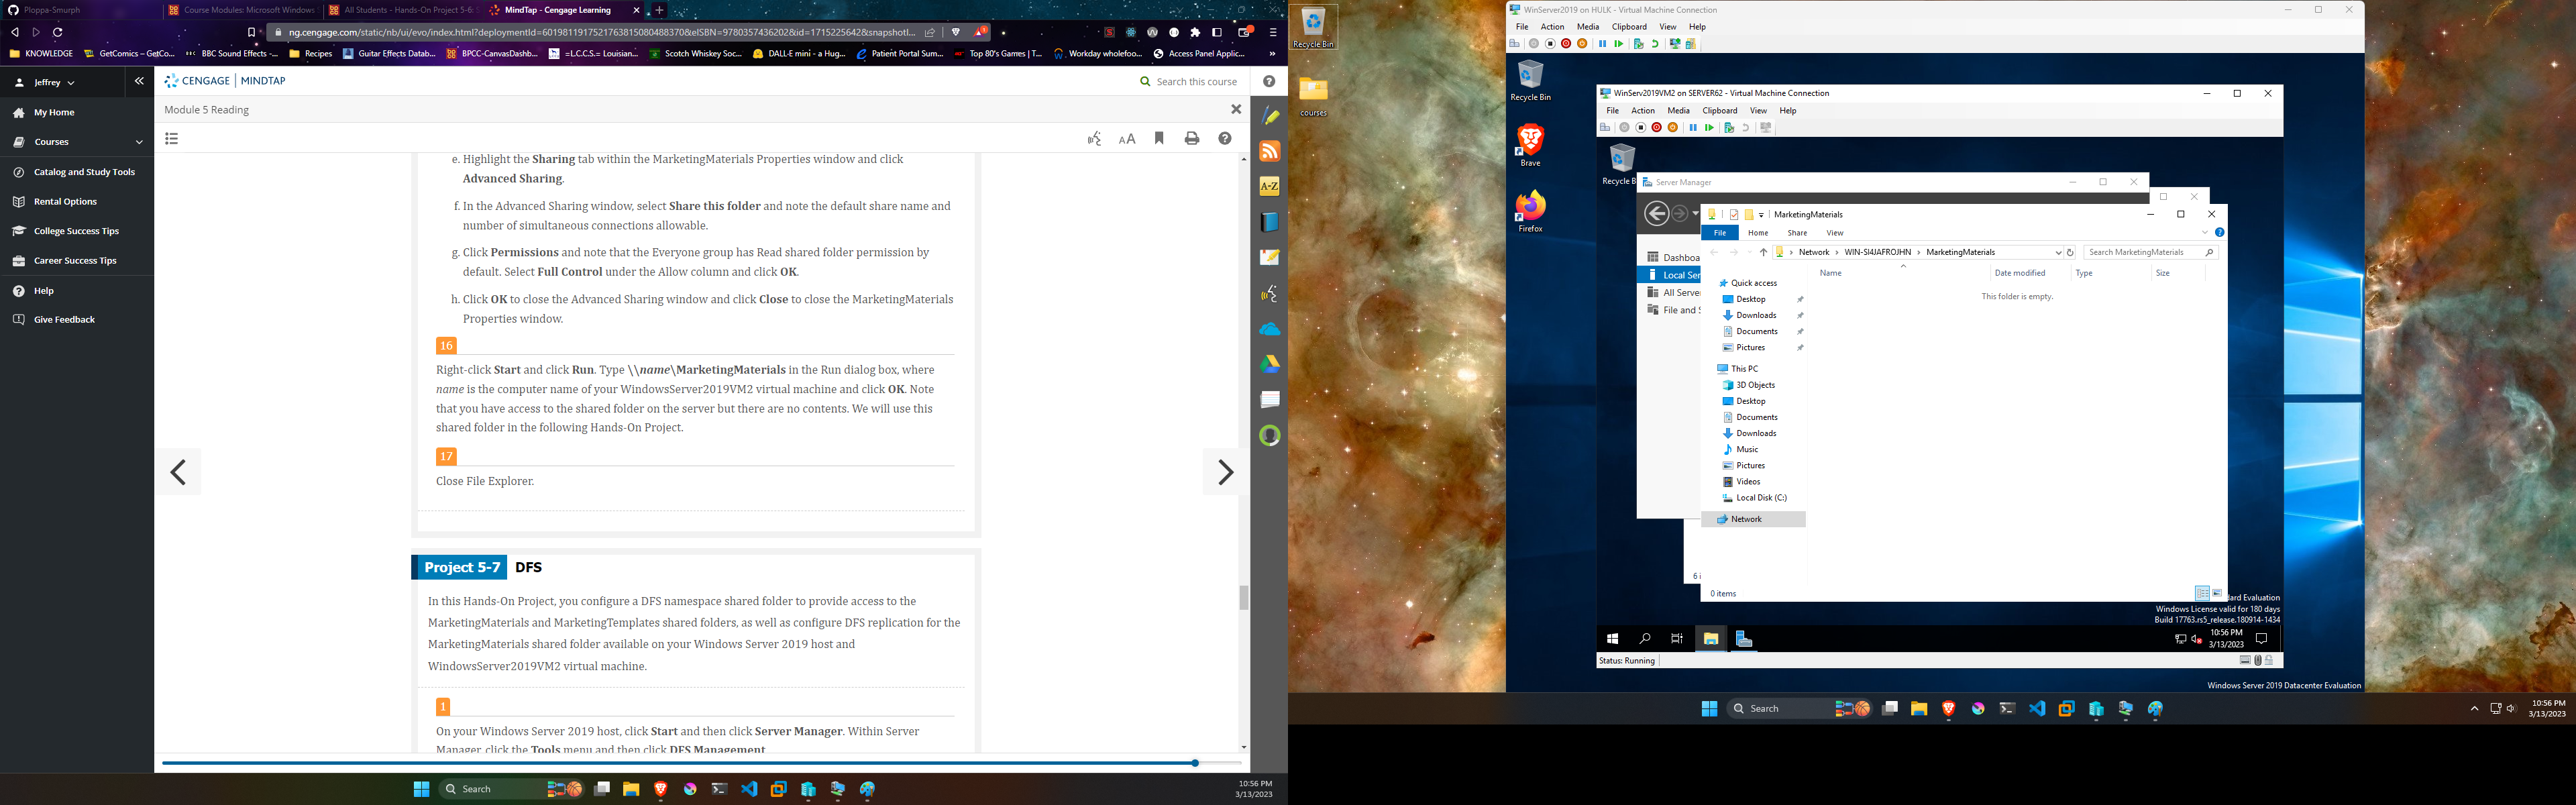 Ploppa-Smurph
Course Modules: Microsoft Windows
All Students - Hands-On Project 5-6:
MindTap - Cengage Learning
ng.cengage.com/static/nb/ui/evo/index.html?deploymentId=6019811917521763815080488370&eISBN=9780357436202&id=1715225642&snapshotI...
KNOWLEDGE
GetComics – GetCo...
BBC Sound Effects -...
Recipes
Guitar Effects Datab...
BPCC-CanvasDashb...
=L.C.C.S.= Louisian...
Scotch Whiskey Soc...
DALL·E mini - a Hug...
Patient Portal Sum...
Top 80's Games | T...
Workday wholefoo...
Access Panel Applic...
Jeffrey
CENGAGE | MINDTAP
Search this course
Module 5 Reading
My Home
Courses
Catalog and Study Tools
Rental Options
College Success Tips
Career Success Tips
Help
Give Feedback
AA
A-Z
e. Highlight the Sharing tab within the MarketingMaterials Properties window and click
Advanced Sharing.
f. In the Advanced Sharing window, select Share this folder and note the default share name and
number of simultaneous connections allowable.
g. Click Permissions and note that the Everyone group has Read shared folder permission by
default. Select Full Control under the Allow column and click OK.
h. Click OK to close the Advanced Sharing window and click Close to close the MarketingMaterials
Properties window.
16
Right-click Start and click Run. Type \\name\MarketingMaterials in the Run dialog box, where
name is the computer name of your WindowsServer2019VM2 virtual machine and click OK. Note
that you have access to the shared folder on the server but there are no contents. We will use this
shared folder in the following Hands-On Project.
17
Close File Explorer.
Project 5-7 DFS
In this Hands-On Project, you configure a DFS namespace shared folder to provide access to the
MarketingMaterials and MarketingTemplates shared folders, as well as configure DFS replication for the
MarketingMaterials shared folder available on your Windows Server 2019 host and
WindowsServer2019VM2 virtual machine.
1
On your Windows Server 2019 host, click Start and then click Server Manager. Within Server
Manager, click the Tools menu and then click DFS Management.
Search
10:56 PM
3/13/2023
Recycle Bin
courses
WinServer2019 on HULK - Virtual Machine Connection
File Action Media Clipboard View Help
Recycle Bin
Brave
Firefox
WinServ2019VM2 on SERVER62 - Virtual Machine Connection
File Action Media Clipboard View Help
Recycle B
Server Manager
Dashboa
Local Ser
All Server
File and S
MarketingMaterials
File Home Share View
Network > WIN-SI4JAFROJHN > MarketingMaterials
Search MarketingMaterials
Name Date modified Type Size
This folder is empty.
Quick access
Desktop
Downloads
Documents
Pictures
This PC
3D Objects
Desktop
Documents
Downloads
Music
Pictures
Videos
Local Disk (C:)
Network
6 i
0 items
dard Evaluation
Windows License valid for 180 days
Build 17763.rs5_release.180914-1434
10:56 PM
3/13/2023
Status: Running
Windows Server 2019 Datacenter Evaluation
Search
10:56 PM
3/13/2023